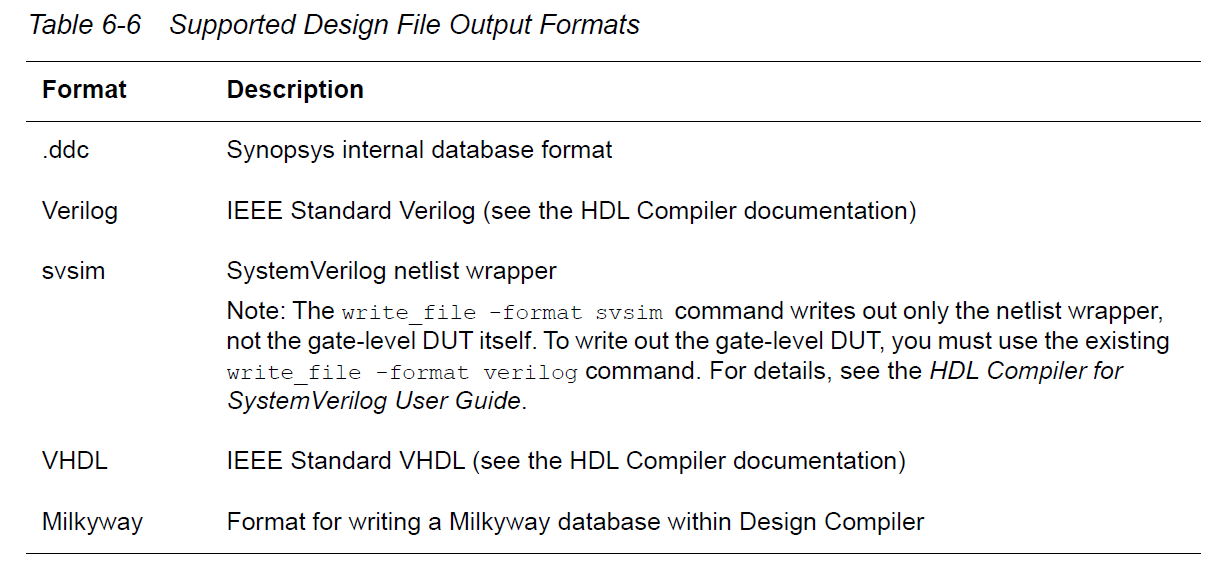 Table 6-6 Supported Design File Output Formats
Format Description
.ddc Synopsys internal database format
Verilog IEEE Standard Verilog (see the HDL Compiler documentation)
svsim SystemVerilog netlist wrapper
Note: The write_file -format svsim command writes out only the netlist wrapper,
not the gate-level DUT itself. To write out the gate-level DUT, you must use the existing
write_file -format verilog command. For details, see the HDL Compiler for
SystemVerilog User Guide.
VHDL IEEE Standard VHDL (see the HDL Compiler documentation)
Milkyway Format for writing a Milkyway database within Design Compiler